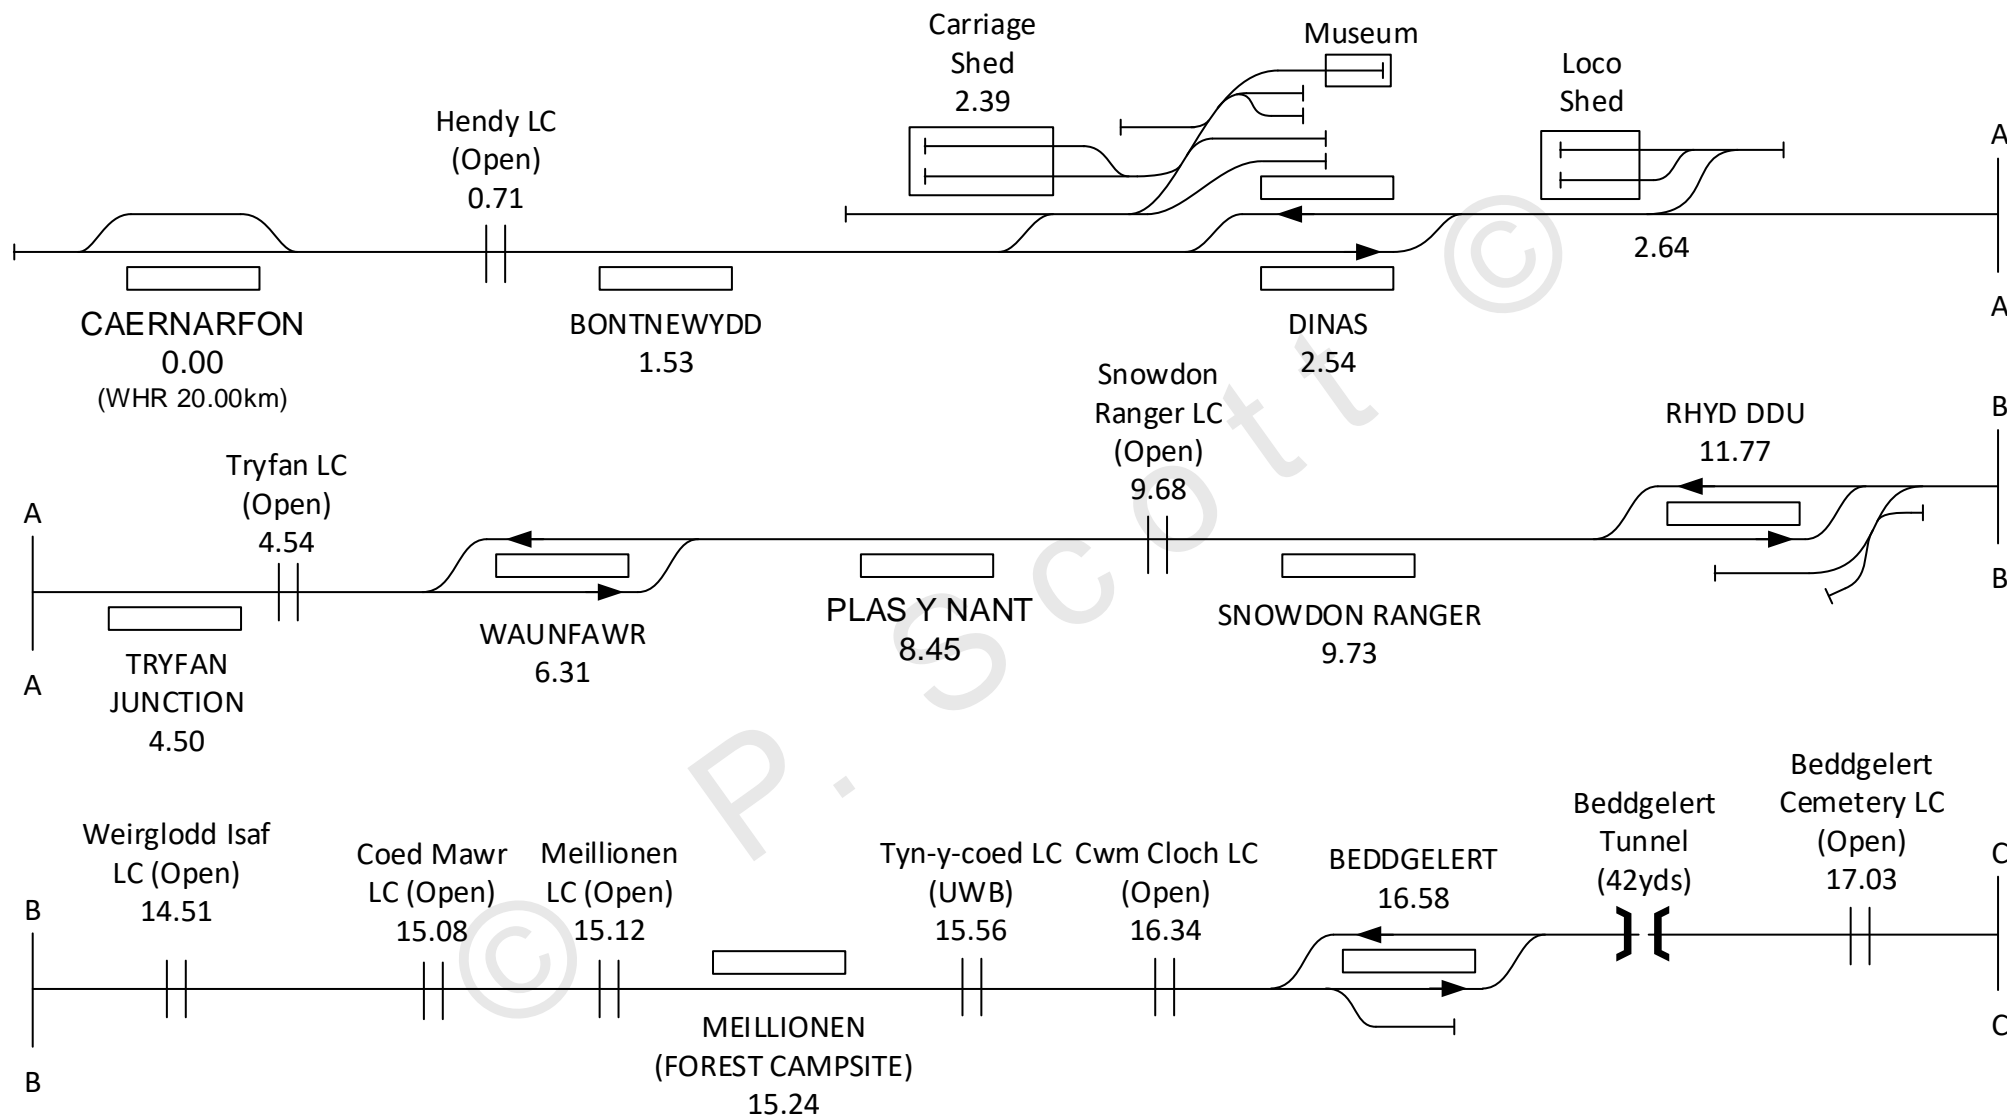 Carriage
Shed
2.39
Museum
Loco
Shed
Hendy LC
(Open)
0.71
A
A
2.64
CAERNARFON
0.00
(WHR 20.00km)
BONTNEWYDD
1.53
DINAS
2.54
Snowdon
Ranger LC
(Open)
9.68
RHYD DDU
11.77
B
B
Tryfan LC
(Open)
4.54
A
A
TRYFAN
JUNCTION
4.50
WAUNFAWR
6.31
PLAS Y NANT
8.45
SNOWDON RANGER
9.73
Weirglodd Isaf
LC (Open)
14.51
Coed Mawr
LC (Open)
15.08
Meillionen
LC (Open)
15.12
Tyn-y-coed LC
(UWB)
15.56
Cwm Cloch LC
(Open)
16.34
BEDDGELERT
16.58
Beddgelert
Tunnel
(42yds)
Beddgelert
Cemetery LC
(Open)
17.03
B
B
C
C
MEILLIONEN
(FOREST CAMPSITE)
15.24
© P. Scott ©